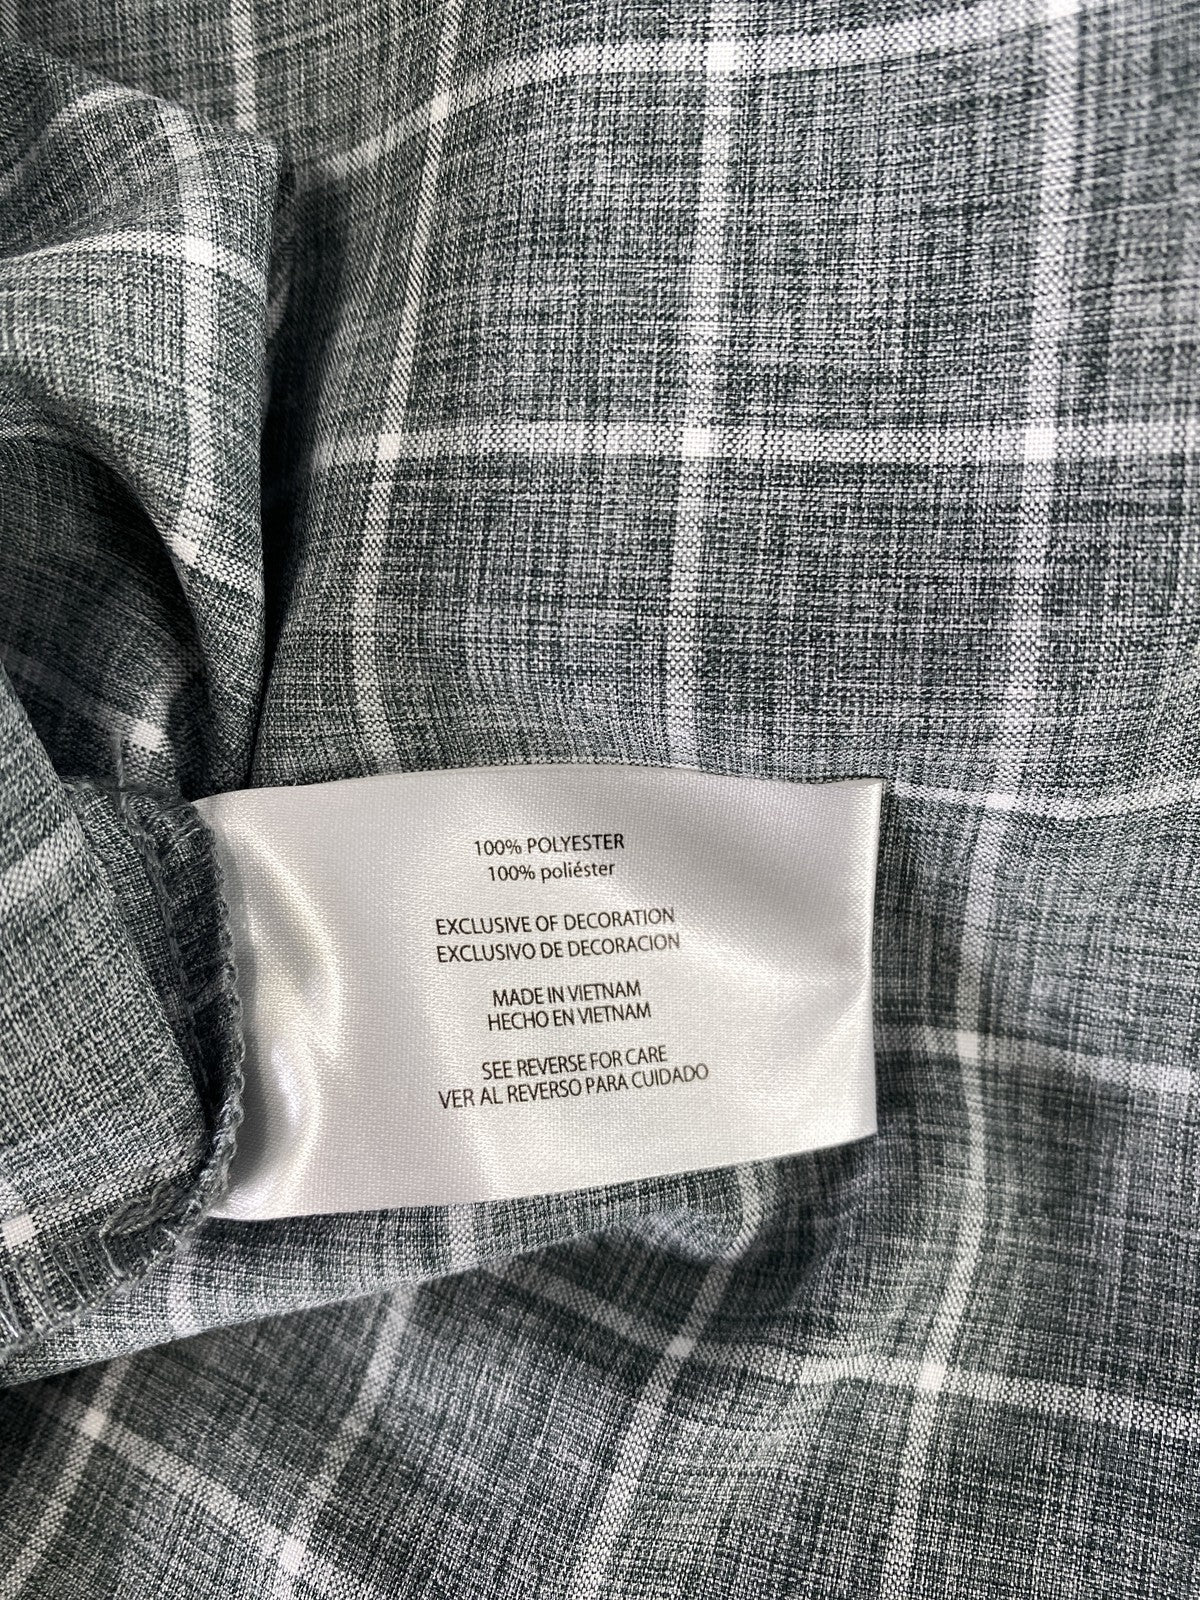 100% POLYESTER
100% poliéster
EXCLUSIVE OF DECORATION
EXCLUSIVO DE DECORACION
MADE IN VIETNAM
HECHO EN VIETNAM
SEE REVERSE FOR CARE
VER AL REVERSO PARA CUIDADO